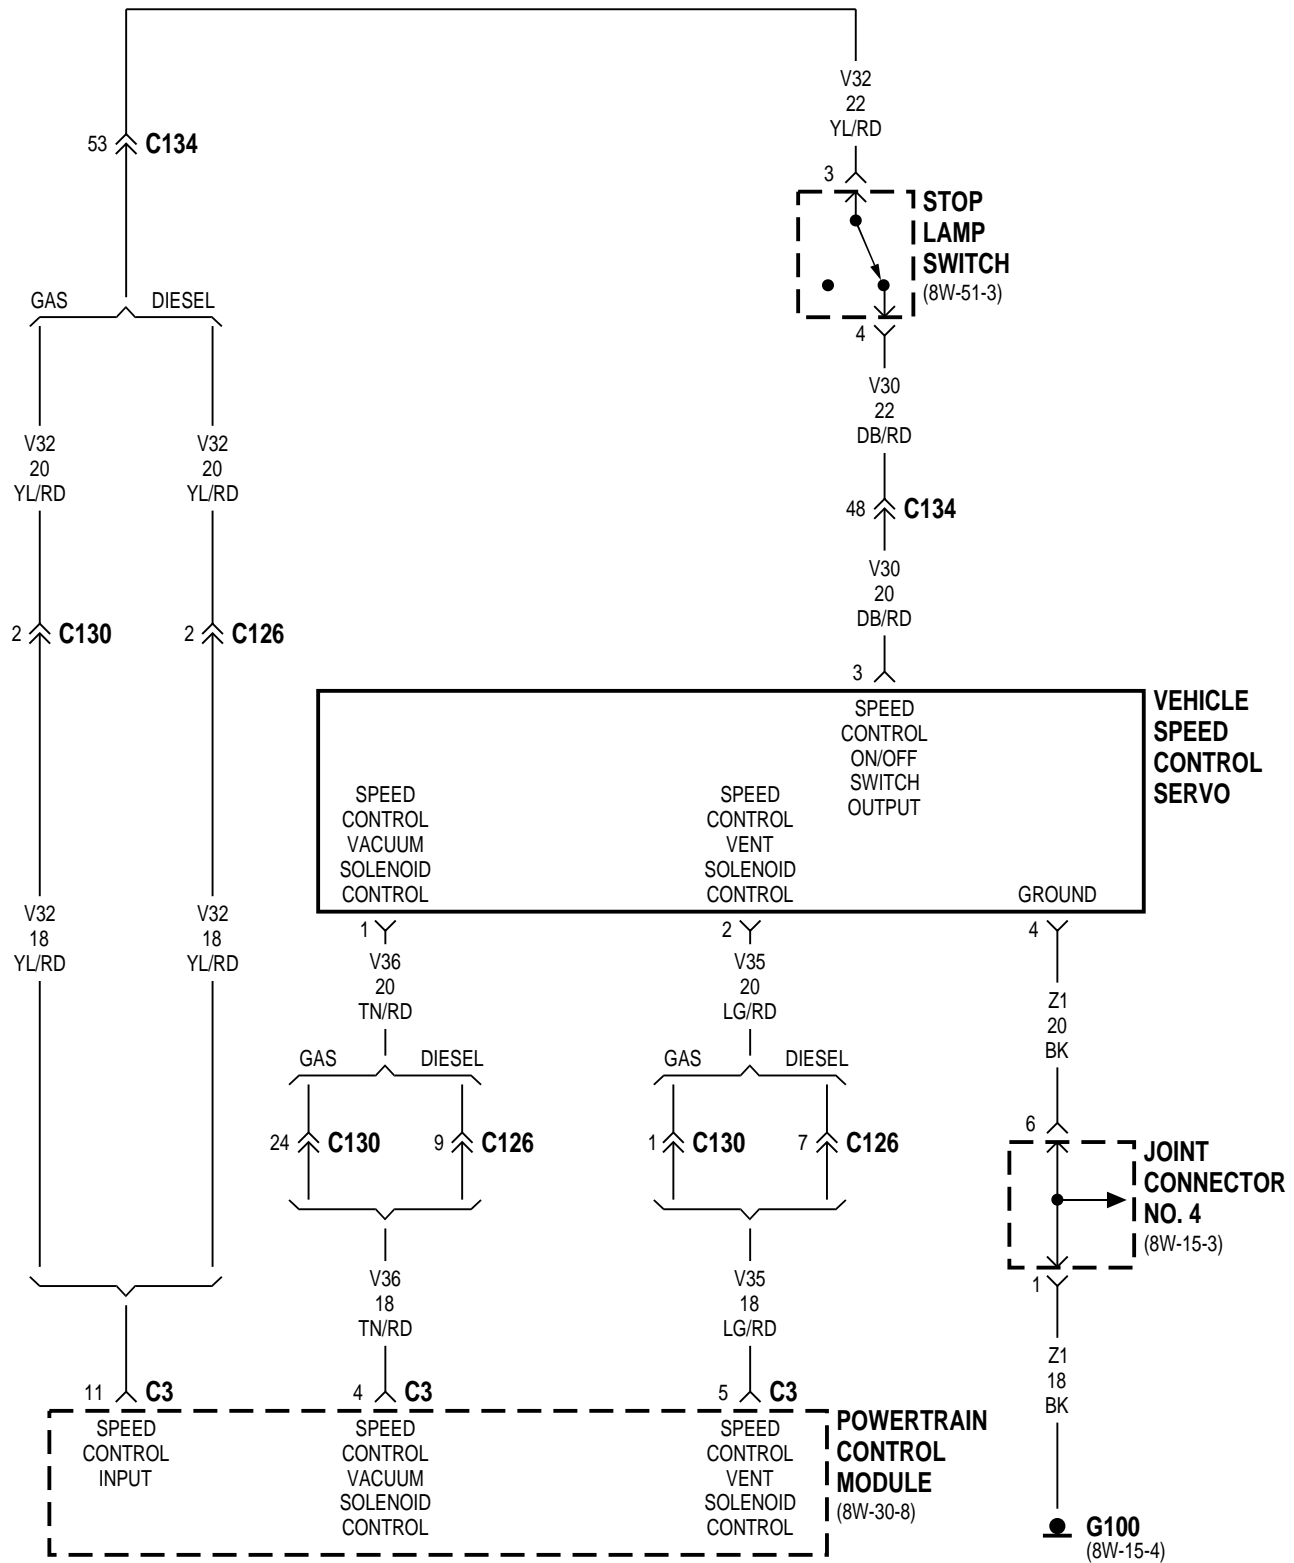 V32
22
YL/RD
53
C134
3
STOP
LAMP
SWITCH
(8W-51-3)
GAS
DIESEL
4
V30
22
DB/RD
V32
20
YL/RD
V32
20
YL/RD
48
C134
V30
20
DB/RD
2
C130
2
C126
3
VEHICLE
SPEED
CONTROL
SERVO
SPEED
CONTROL
ON/OFF
SWITCH
OUTPUT
SPEED
CONTROL
VACUUM
SOLENOID
CONTROL
SPEED
CONTROL
VENT
SOLENOID
CONTROL
GROUND
V32
18
YL/RD
V32
18
YL/RD
1
V36
20
TN/RD
2
V35
20
LG/RD
4
Z1
20
BK
GAS
DIESEL
GAS
DIESEL
24
C130
9
C126
1
C130
7
C126
6
JOINT
CONNECTOR
NO. 4
(8W-15-3)
1
V36
18
TN/RD
V35
18
LG/RD
Z1
18
BK
11
C3
4
C3
5
C3
SPEED
CONTROL
INPUT
SPEED
CONTROL
VACUUM
SOLENOID
CONTROL
SPEED
CONTROL
VENT
SOLENOID
CONTROL
POWERTRAIN
CONTROL
MODULE
(8W-30-8)
G100
(8W-15-4)